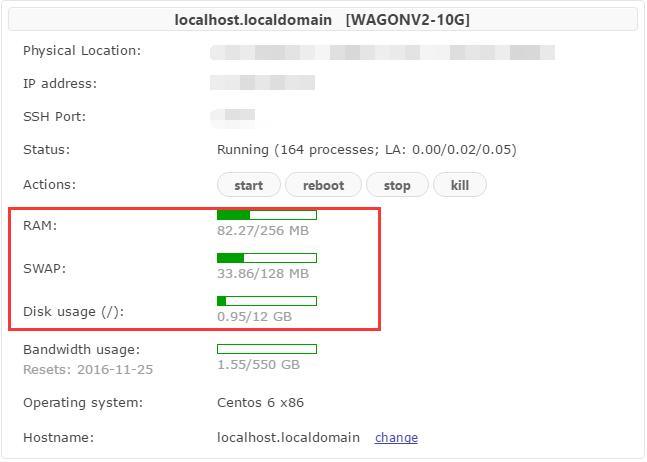 localhost.localdomain [WAGONV2-10G]
Physical Location:
IP address:
SSH Port:
Status: Running (164 processes; LA: 0.00/0.02/0.05)
Actions: start reboot stop kill
RAM:
82.27/256 MB
SWAP:
33.86/128 MB
Disk usage (/):
0.95/12 GB
Bandwidth usage:
Resets: 2016-11-25 1.55/550 GB
Operating system: Centos 6 x86
Hostname: localhost.localdomain change